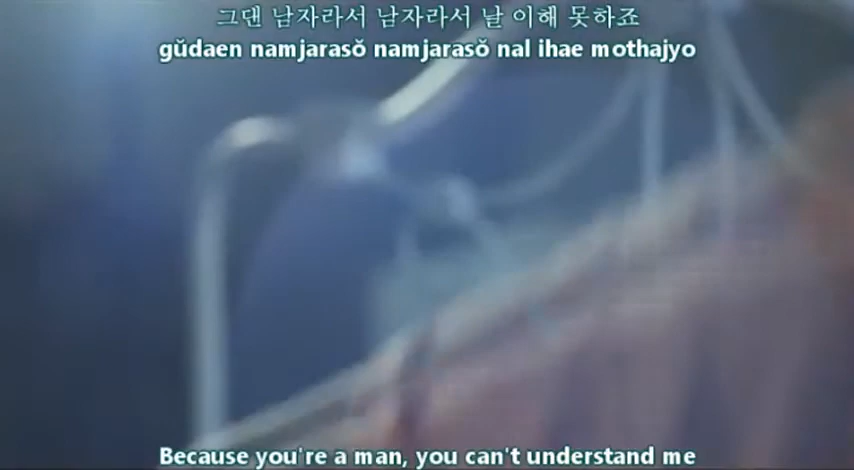 그댄 남자라서 남자라서 날 이해 못하죠
gŭdaen namjarasŏ namjarasŏ nal ihae mothajyo
Because you're a man, you can't understand me